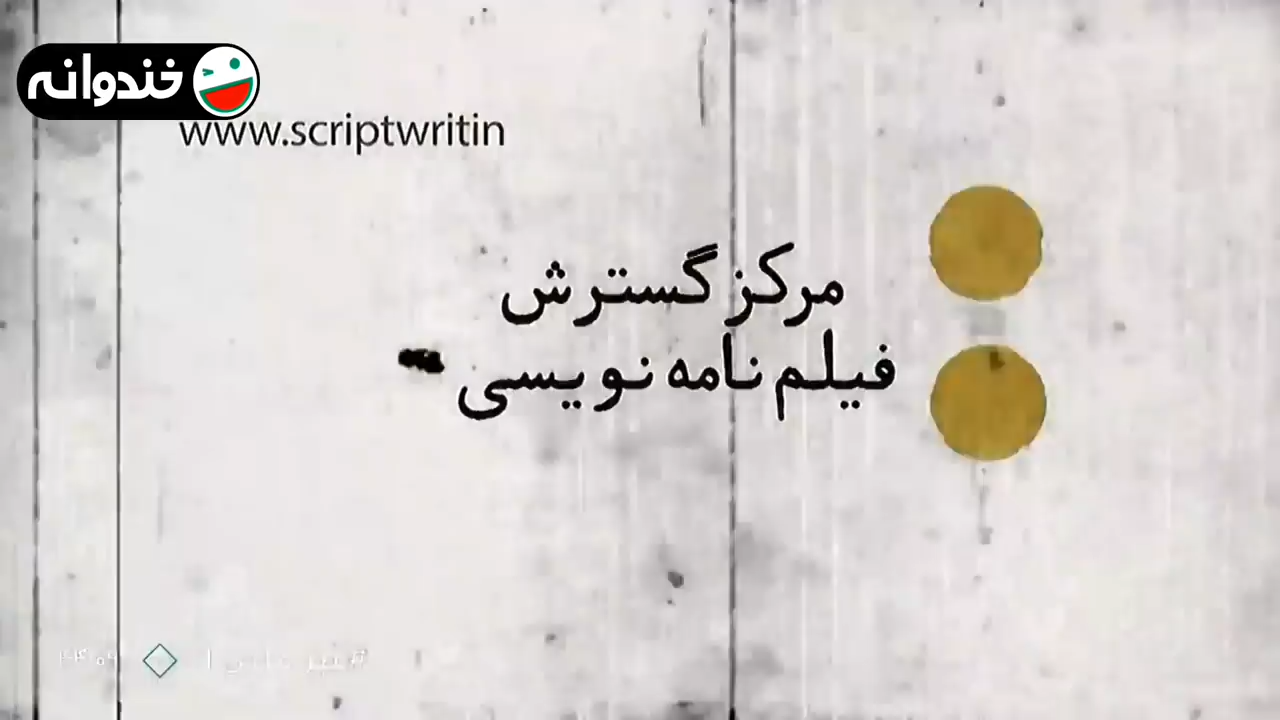 خندوانه
www.scriptwritin
مرکز گسترش
فیلم نامه نویسی